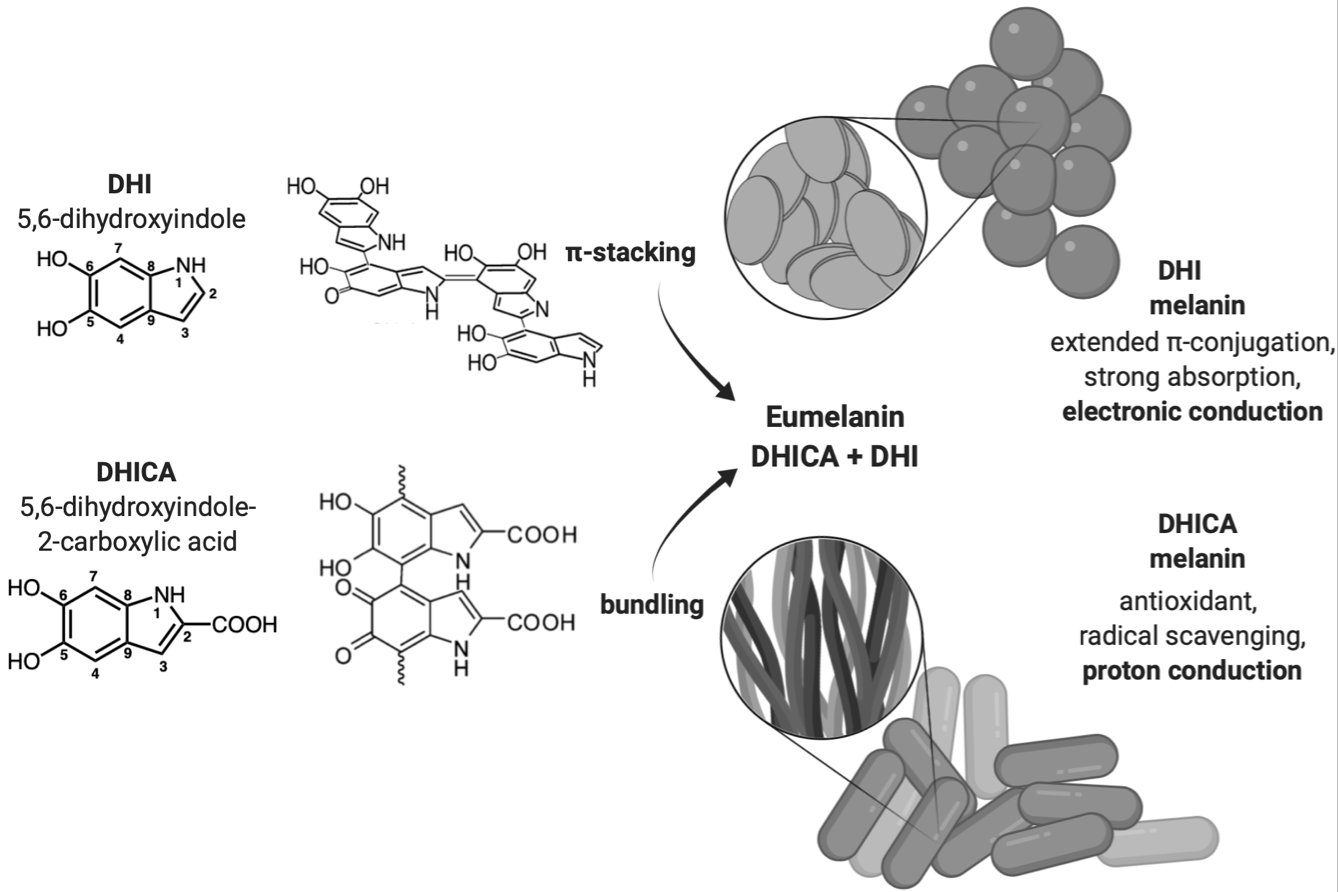 DHI
5,6-dihydroxyindole
HO
HO
NH
1
2
3
4
5
6
7
8
9
HO
OH
NH
HO
O
N
H
HO
OH
N
HO
HO
N
H
π-stacking
DHI
melanin
extended π-conjugation,
strong absorption,
electronic conduction
Eumelanin
DHICA + DHI
DHICA
5,6-dihydroxyindole-
2-carboxylic acid
HO
HO
NH
COOH
1
2
3
4
5
6
7
8
9
HO
HO
COOH
N
H
O
O
COOH
N
H
bundling
DHICA
melanin
antioxidant,
radical scavenging,
proton conduction